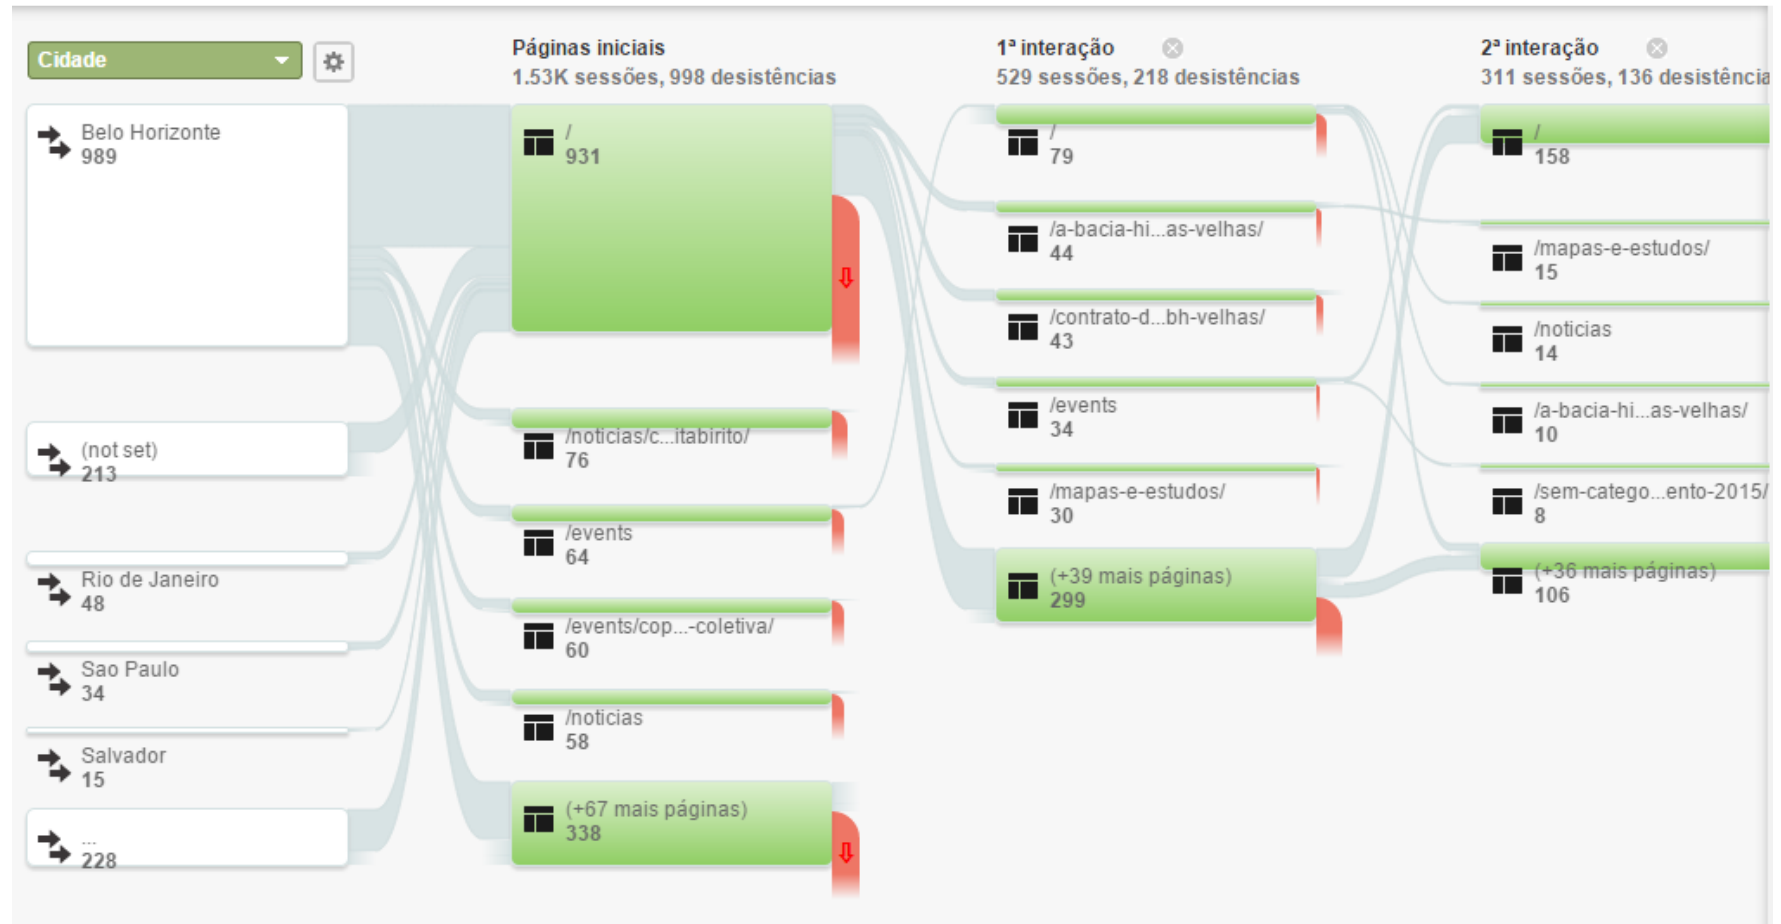 Cidade
Belo Horizonte
989
(not set)
213
Rio de Janeiro
48
Sao Paulo
34
Salvador
15
...
228
Páginas iniciais
1.53K sessões, 998 desistências
/
931
/noticias/c...itabirito/
76
/events
64
/events/cop...-coletiva/
60
/noticias
58
(+67 mais páginas)
338
1ª interação
529 sessões, 218 desistências
/
79
/a-bacia-hi...as-velhas/
44
/contrato-d...bh-velhas/
43
/events
34
/mapas-e-estudos/
30
(+39 mais páginas)
299
2ª interação
311 sessões, 136 desistência
/
158
/mapas-e-estudos/
15
/noticias
14
/a-bacia-hi...as-velhas/
10
/sem-catego...ento-2015/
8
(+36 mais páginas)
106